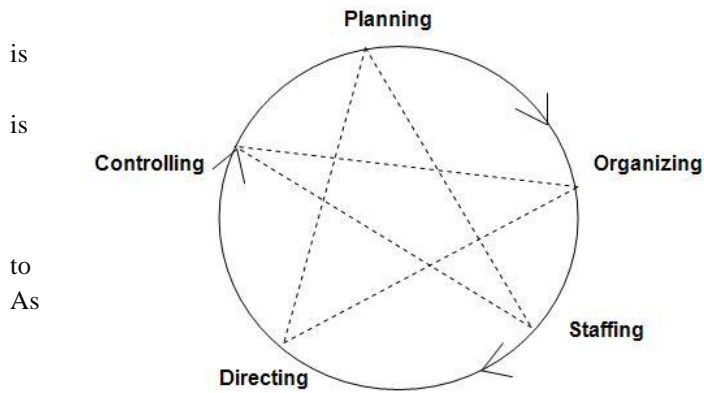 Planning
is
is
Controlling
Organizing
to
As
Staffing
Directing